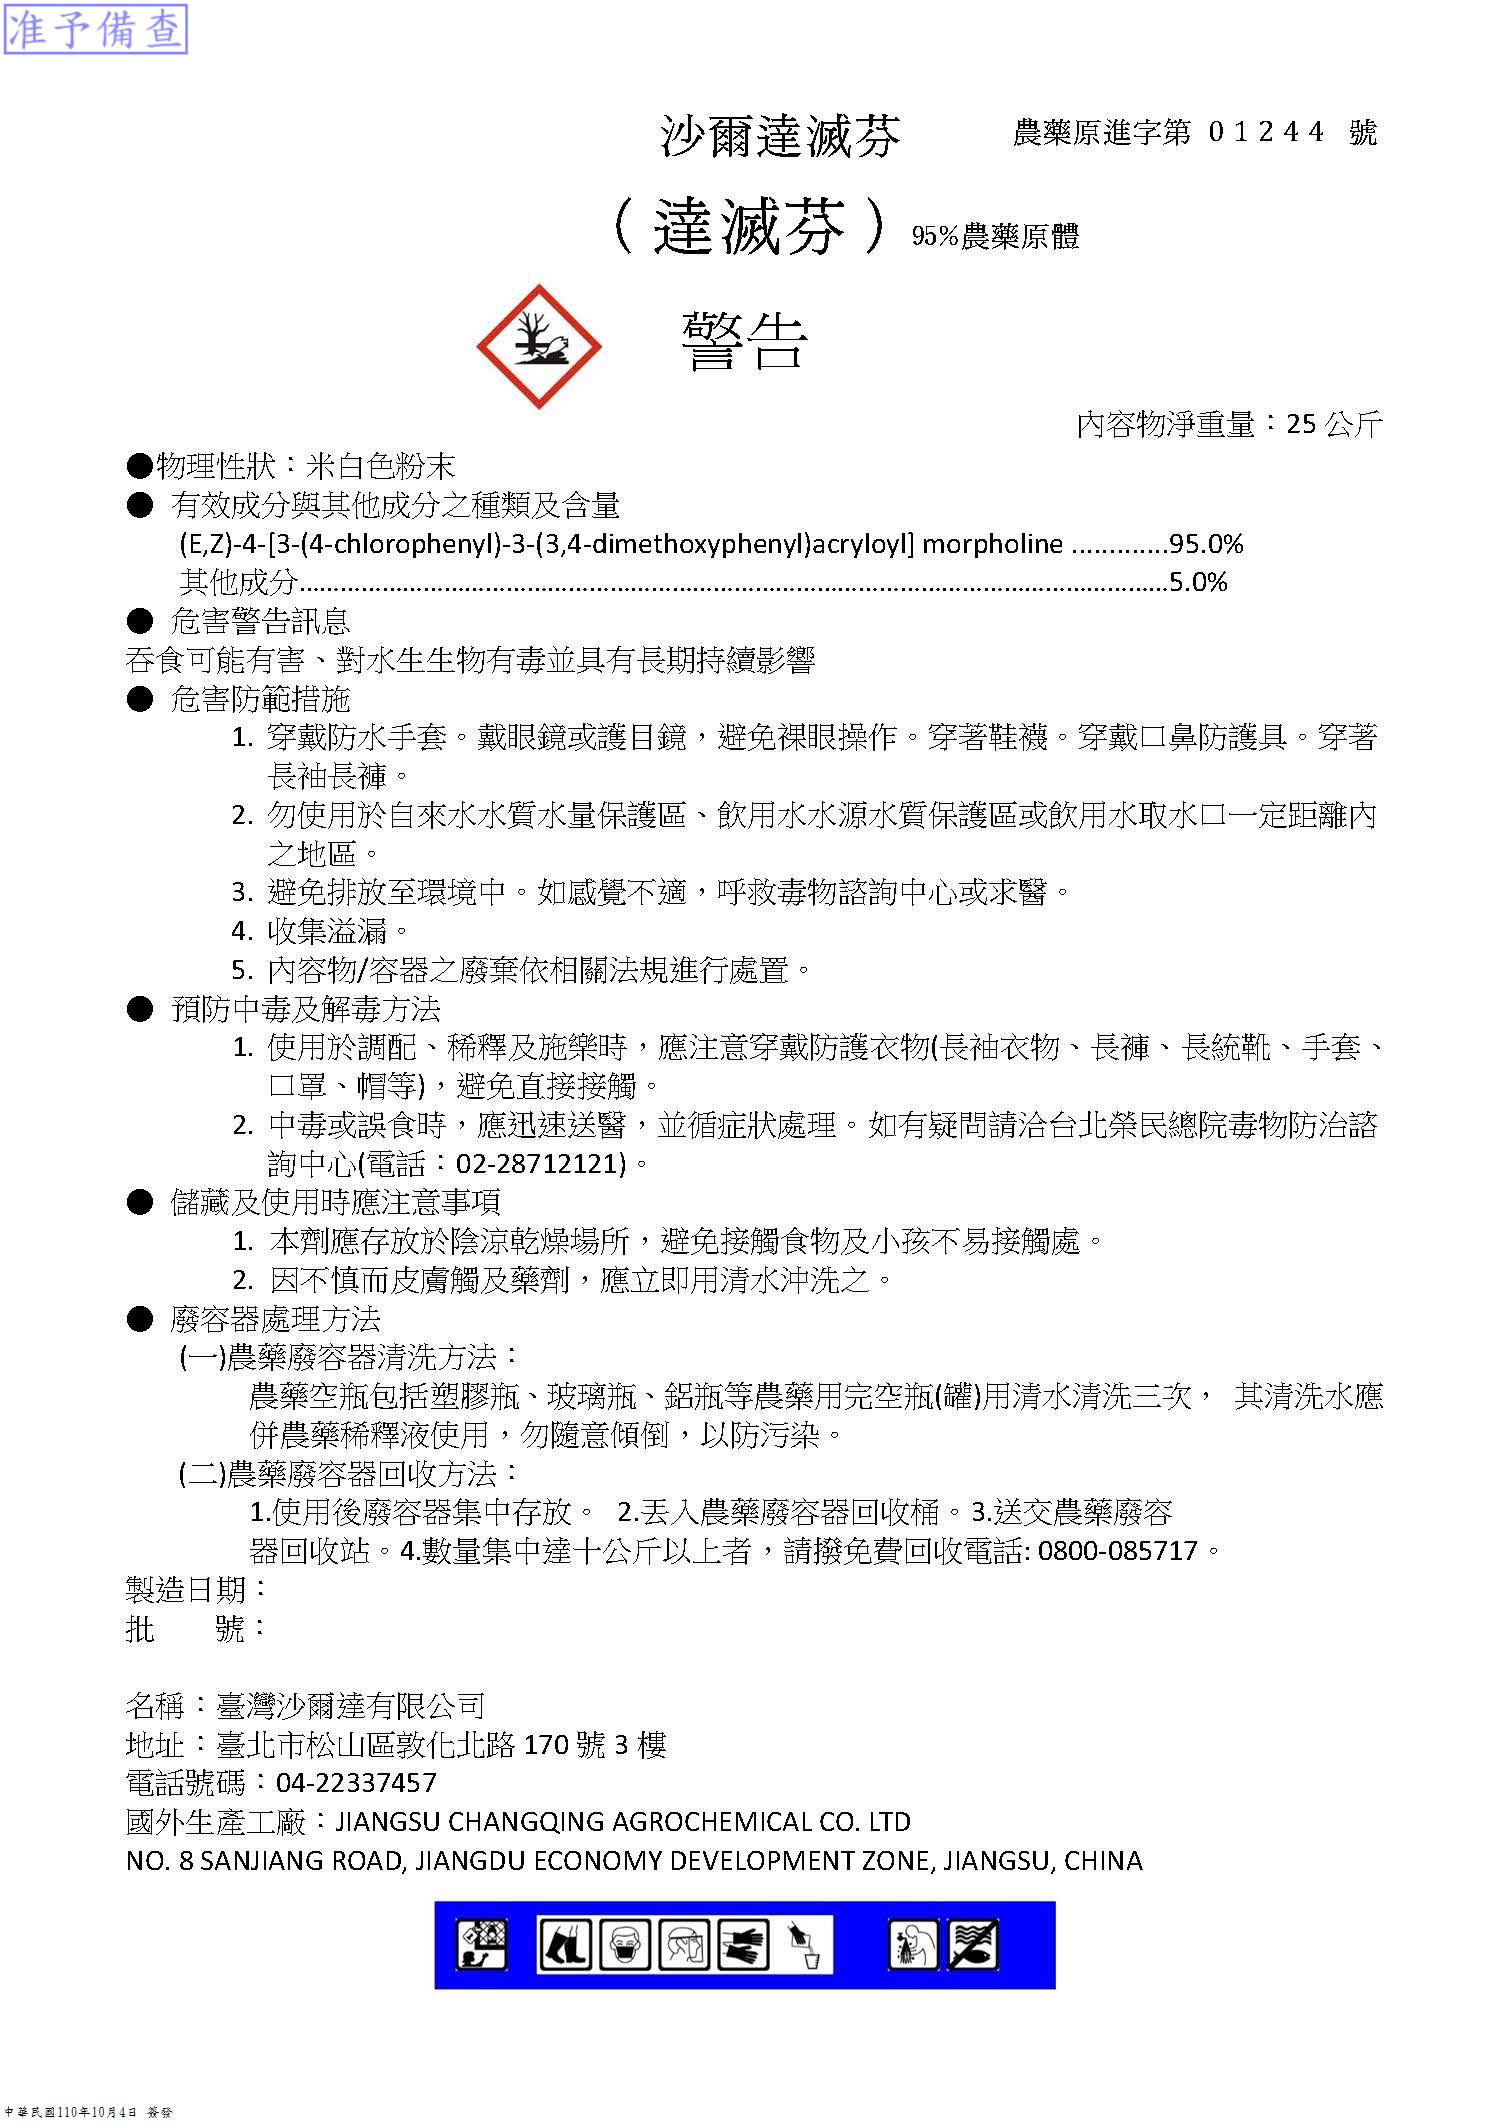 准予備查
沙爾達滅芬 農藥原進字第 01244 號
（達滅芬）95%農藥原體
警告
內容物淨重量：25 公斤
●物理性狀：米白色粉末
● 有效成分與其他成分之種類及含量
(E,Z)-4-[3-(4-chlorophenyl)-3-(3,4-dimethoxyphenyl)acryloyl] morpholine .............95.0%
其他成分............................................................................................................5.0%
● 危害警告訊息
吞食可能有害、對水生生物有毒並具有長期持續影響
● 危害防範措施
1. 穿戴防水手套。戴眼鏡或護目鏡，避免裸眼操作。穿著鞋襪。穿戴口鼻防護具。穿著
長袖長褲。
2. 勿使用於自來水水質水量保護區、飲用水水源水質保護區或飲用水取水口一定距離內
之地區。
3. 避免排放至環境中。如感覺不適，呼救毒物諮詢中心或求醫。
4. 收集溢漏。
5. 內容物/容器之廢棄依相關法規進行處置。
● 預防中毒及解毒方法
1. 使用於調配、稀釋及施樂時，應注意穿戴防護衣物(長袖衣物、長褲、長統靴、手套、
口罩、帽等)，避免直接接觸。
2. 中毒或誤食時，應迅速送醫，並循症狀處理。如有疑問請洽台北榮民總院毒物防治諮
詢中心(電話：02-28712121)。
● 儲藏及使用時應注意事項
1. 本劑應存放於陰涼乾燥場所，避免接觸食物及小孩不易接觸處。
2. 因不慎而皮膚觸及藥劑，應立即用清水沖洗之。
● 廢容器處理方法
(一)農藥廢容器清洗方法：
農藥空瓶包括塑膠瓶、玻璃瓶、鋁瓶等農藥用完空瓶(罐)用清水清洗三次， 其清洗水應
併農藥稀釋液使用，勿隨意傾倒，以防污染。
(二)農藥廢容器回收方法：
1.使用後廢容器集中存放。 2.丟入農藥廢容器回收桶。3.送交農藥廢容
器回收站。4.數量集中達十公斤以上者，請撥免費回收電話: 0800-085717。
製造日期：
批　　號：
名稱：臺灣沙爾達有限公司
地址：臺北市松山區敦化北路 170 號 3 樓
電話號碼：04-22337457
國外生產工廠：JIANGSU CHANGQING AGROCHEMICAL CO. LTD
NO. 8 SANJIANG ROAD, JIANGDU ECONOMY DEVELOPMENT ZONE, JIANGSU, CHINA
中華民國110年10月4日 簽發